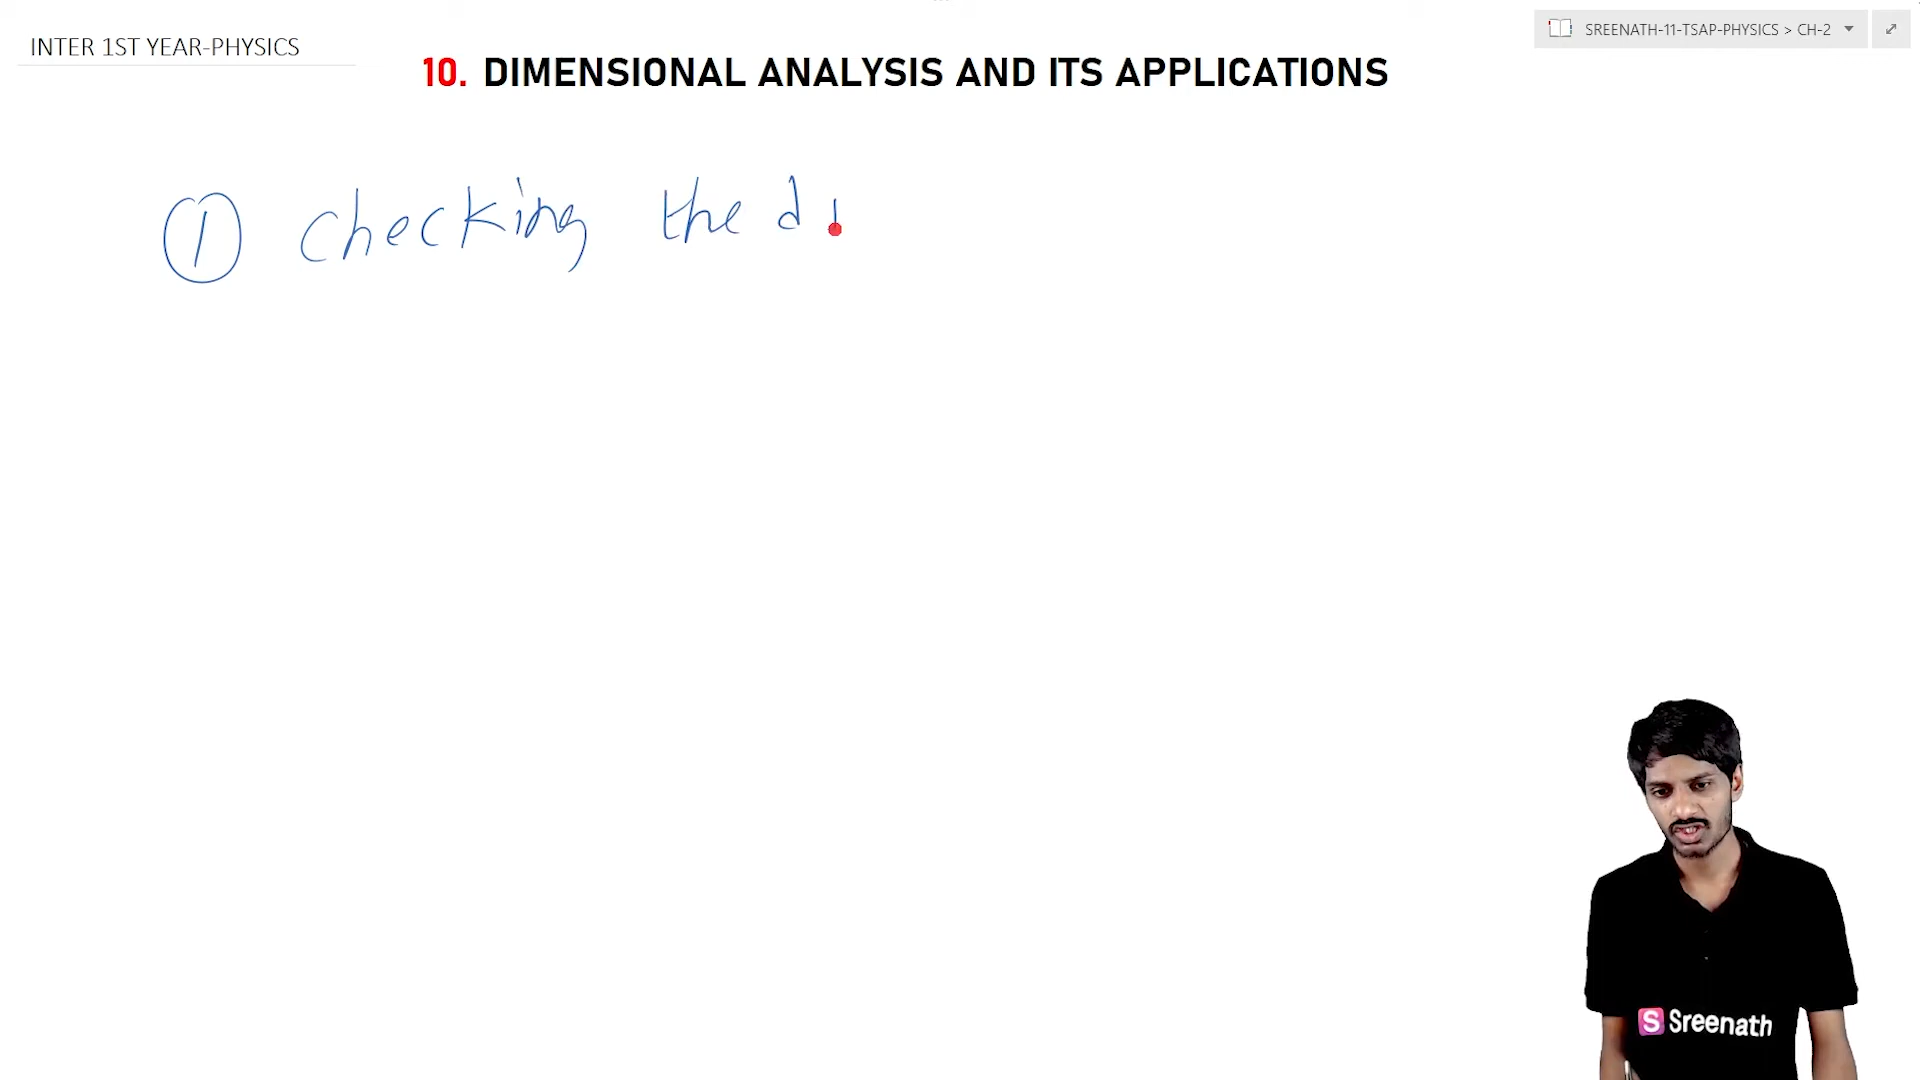 INTER 1ST YEAR-PHYSICS
SREENATH-11-TSAP-PHYSICS > CH-2
10. DIMENSIONAL ANALYSIS AND ITS APPLICATIONS
① checking the di
S Sreenath